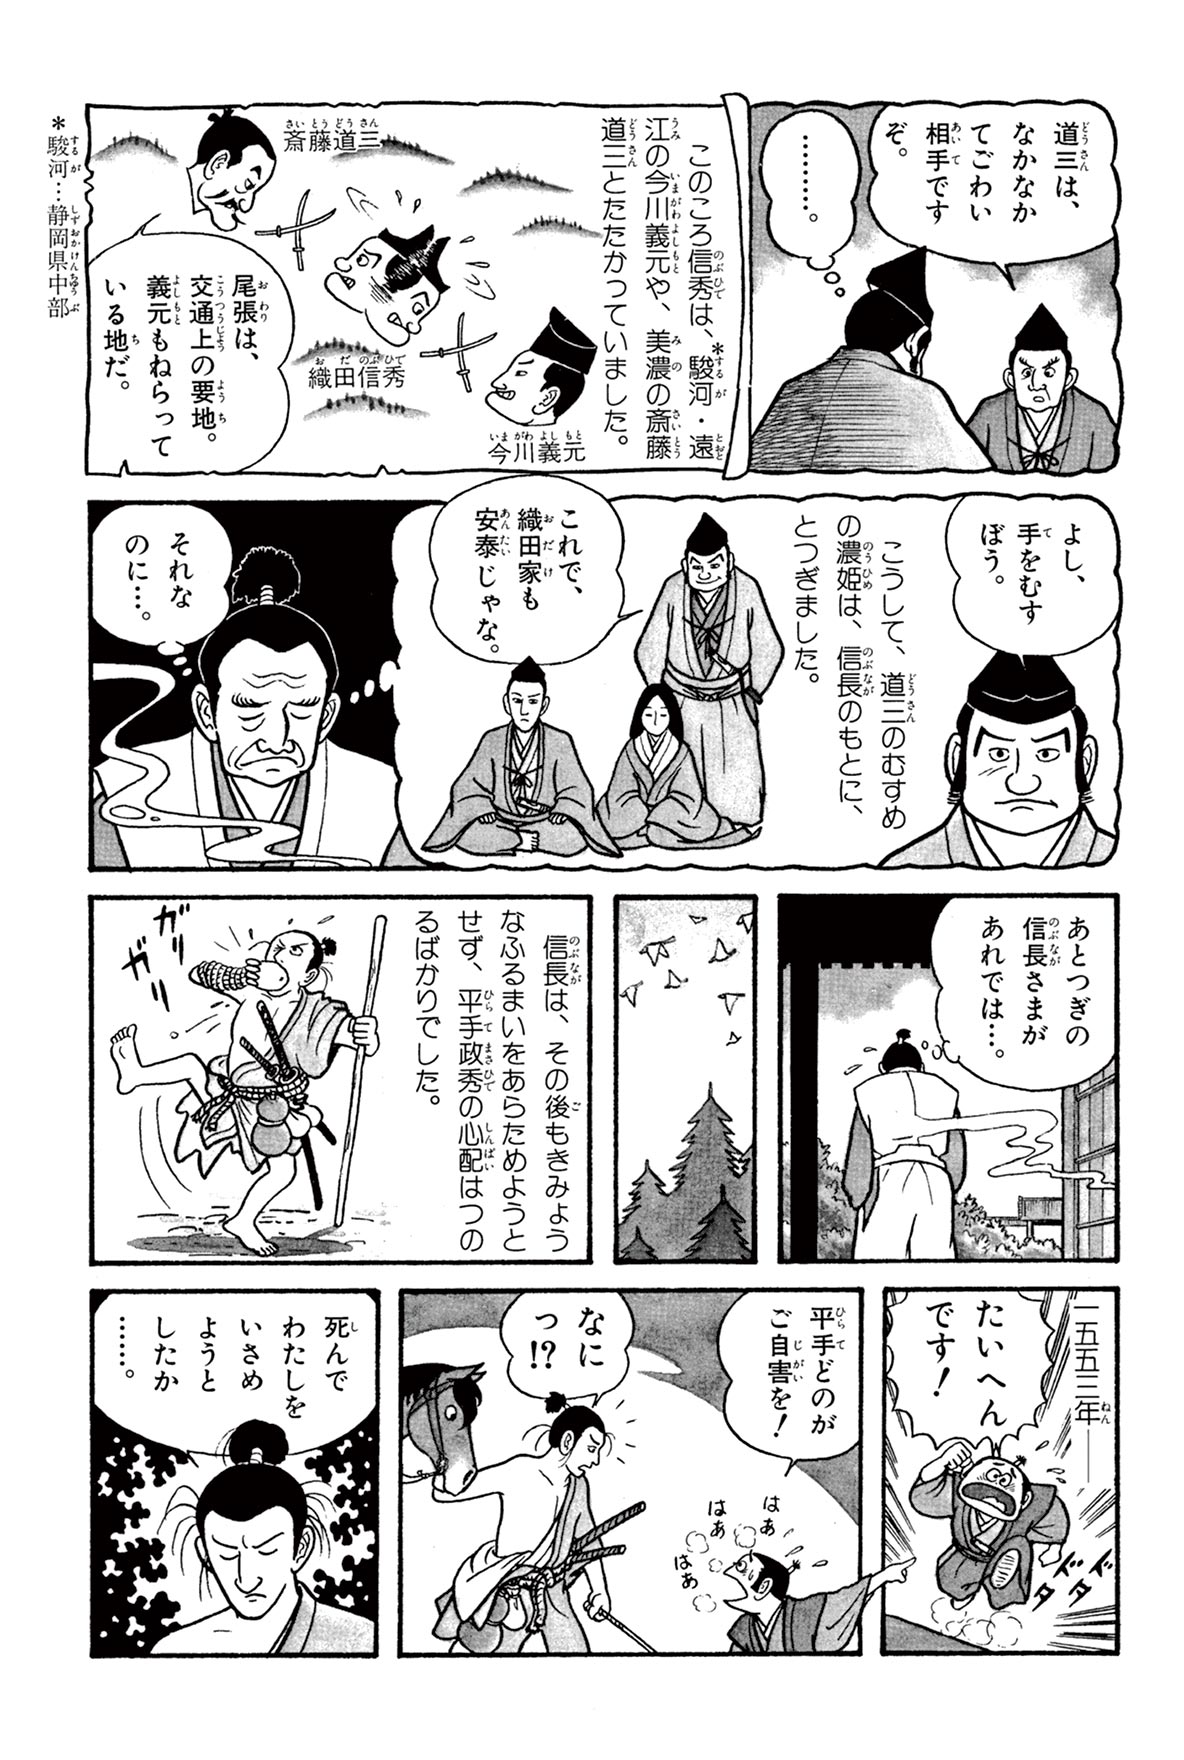 道三は、
なかなか
てごわい
相手です
ぞ。
………。
このころ信秀は、*駿河・遠
江の今川義元や、美濃の斎藤
道三とたたかっていました。
斎藤道三
織田信秀
今川義元
尾張は、
交通上の要地。
義元もねらって
いる地だ。
*駿河…静岡県中部
よし、
手をむす
ぼう。
こうして、道三のむすめ
の濃姫は、信長のもとに、
とつぎました。
これで、
織田家も
安泰じゃな。
それな
のに…。
あとつぎの
信長さまが
あれでは…。
信長は、その後もきみょう
なふるまいをあらためようと
せず、平手政秀の心配はつの
るばかりでした。
ガリ
ガリ
一五五三年――
たいへん
です!
ドタ
ドタ
平手どのが
ご自害を!
はあ
はあ
はあ
なに
っ!?
死んで
わたしを
いさめ
ようと
したか
……。